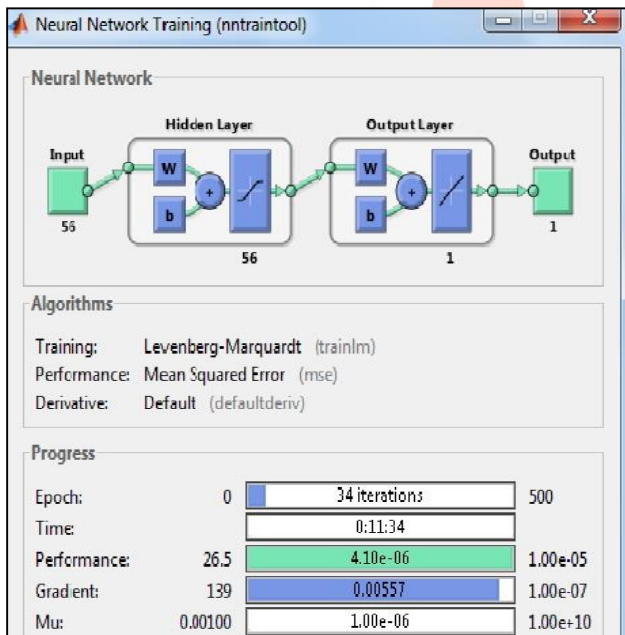 Neural Network Training (nntraintool)
Neural Network
Hidden Layer Output Layer
Input W b + W b + Output
56 56 1 1
Algorithms
Training: Levenberg-Marquardt (trainlm)
Performance: Mean Squared Error (mse)
Derivative: Default (defaultderiv)
Progress
Epoch: 0 34 iterations 500
Time: 0:11:34
Performance: 26.5 4.10e-06 1.00e-05
Gradient: 139 0.00557 1.00e-07
Mu: 0.00100 1.00e-06 1.00e+10